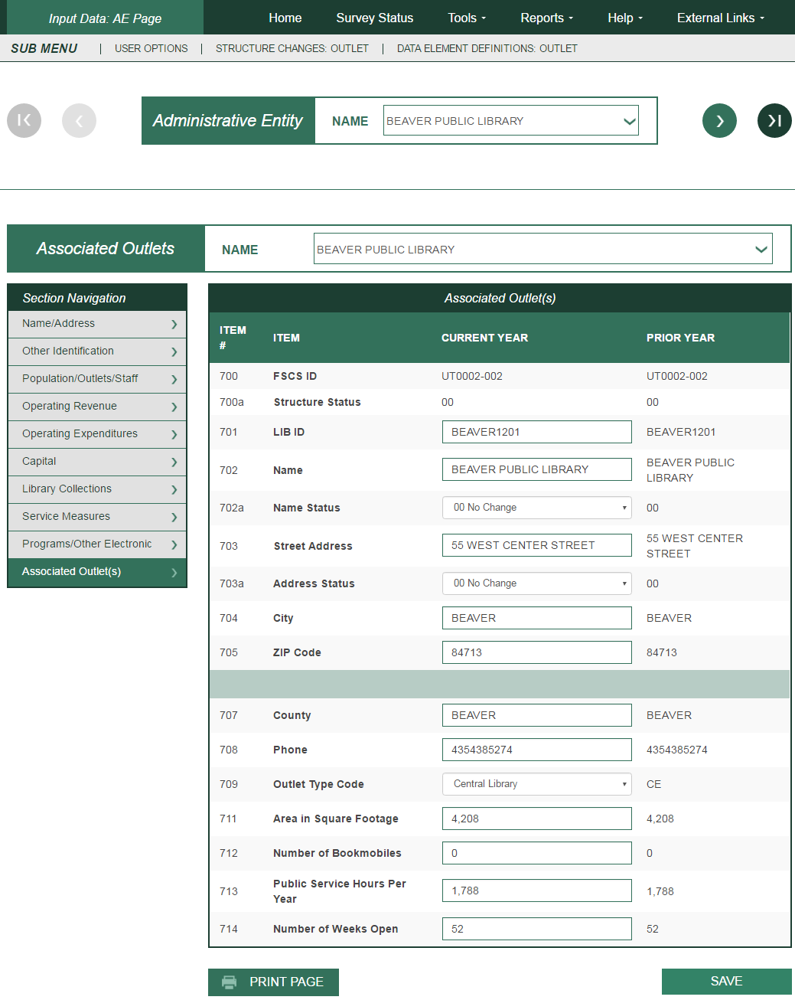 Input Data: AE Page
Home
Survey Status
Tools
Reports
Help
External Links
SUB MENU | USER OPTIONS | STRUCTURE CHANGES: OUTLET | DATA ELEMENT DEFINITIONS: OUTLET
Administrative Entity
NAME
BEAVER PUBLIC LIBRARY
Associated Outlets
NAME
BEAVER PUBLIC LIBRARY
Section Navigation
Name/Address
Other Identification
Population/Outlets/Staff
Operating Revenue
Operating Expenditures
Capital
Library Collections
Service Measures
Programs/Other Electronic
Associated Outlet(s)
Associated Outlet(s)
ITEM # ITEM CURRENT YEAR PRIOR YEAR
700 FSCS ID UT0002-002 UT0002-002
700a Structure Status 00 00
701 LIB ID BEAVER1201 BEAVER1201
702 Name BEAVER PUBLIC LIBRARY BEAVER PUBLIC LIBRARY
702a Name Status 00 No Change 00
703 Street Address 55 WEST CENTER STREET 55 WEST CENTER STREET
703a Address Status 00 No Change 00
704 City BEAVER BEAVER
705 ZIP Code 84713 84713
707 County BEAVER BEAVER
708 Phone 4354385274 4354385274
709 Outlet Type Code Central Library CE
711 Area in Square Footage 4,208 4,208
712 Number of Bookmobiles 0 0
713 Public Service Hours Per Year 1,788 1,788
714 Number of Weeks Open 52 52
PRINT PAGE
SAVE